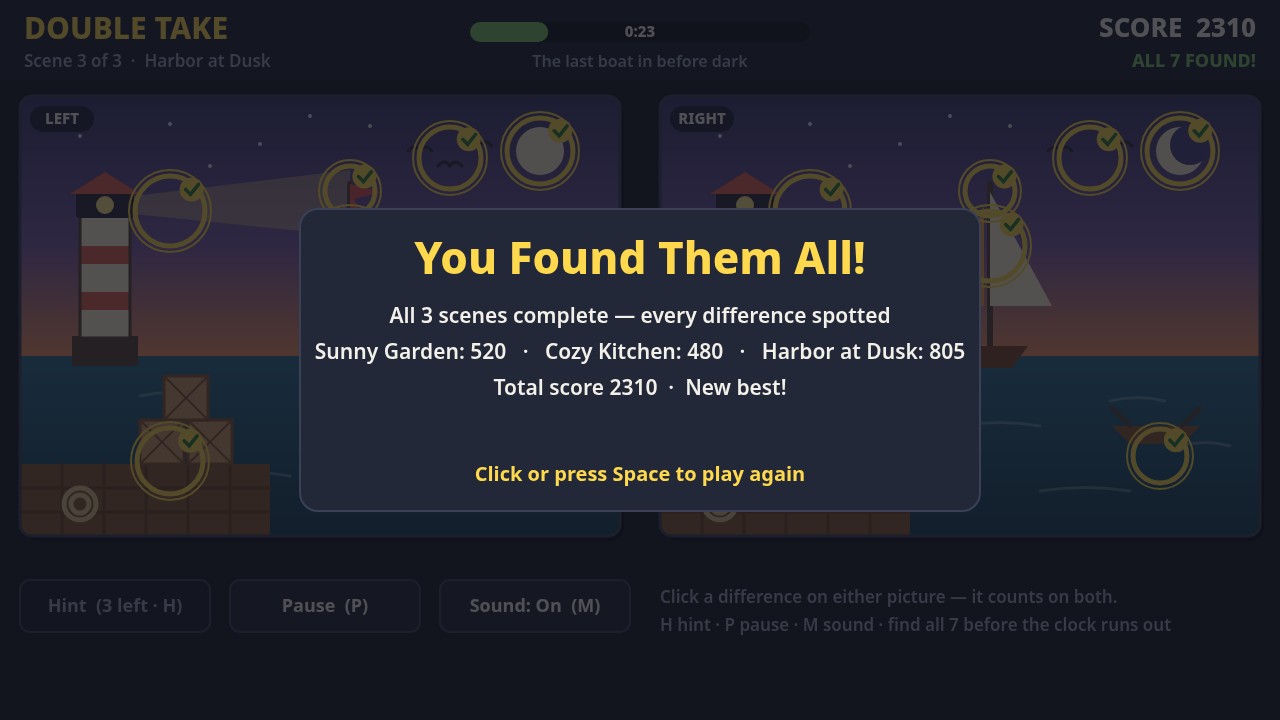 DOUBLE TAKE
0:23
SCORE 2310
Scene 3 of 3 · Harbor at Dusk
The last boat in before dark
ALL 7 FOUND!
LEFT
RIGHT
You Found Them All!
All 3 scenes complete — every difference spotted
Sunny Garden: 520 · Cozy Kitchen: 480 · Harbor at Dusk: 805
Total score 2310 · New best!
Click or press Space to play again
Hint (3 left · H)
Pause (P)
Sound: On (M)
Click a difference on either picture — it counts on both.
H hint · P pause · M sound · find all 7 before the clock runs out